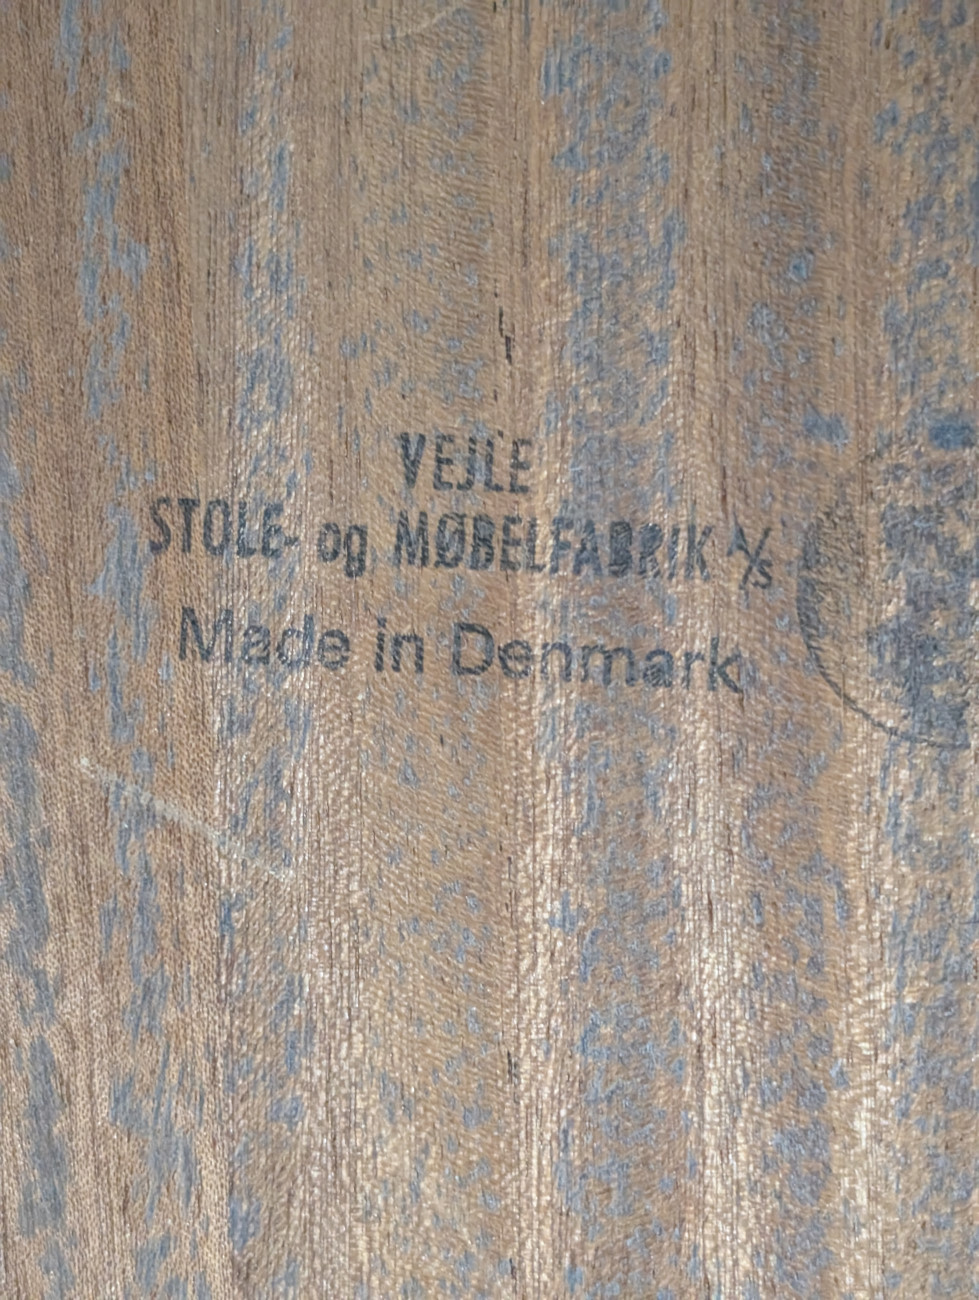 VEJLE
STOLE- og MØBELFABRIK A/S
Made in Denmark